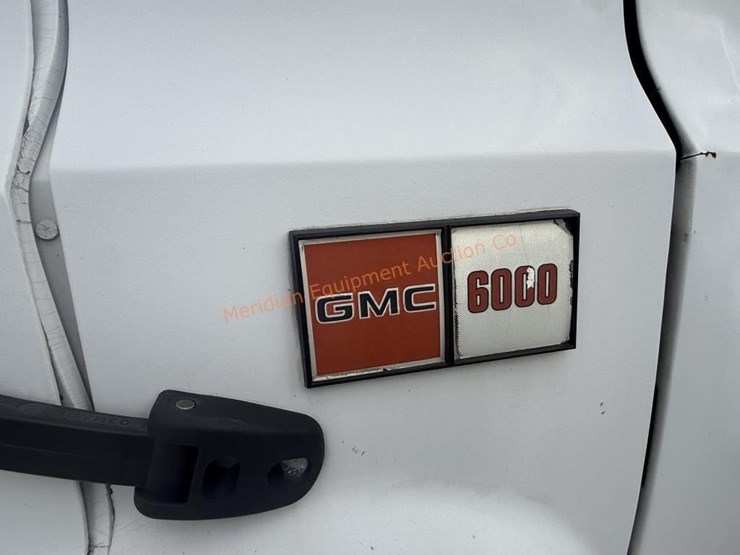 Meridian Equipment Auction Co
GMC 6000